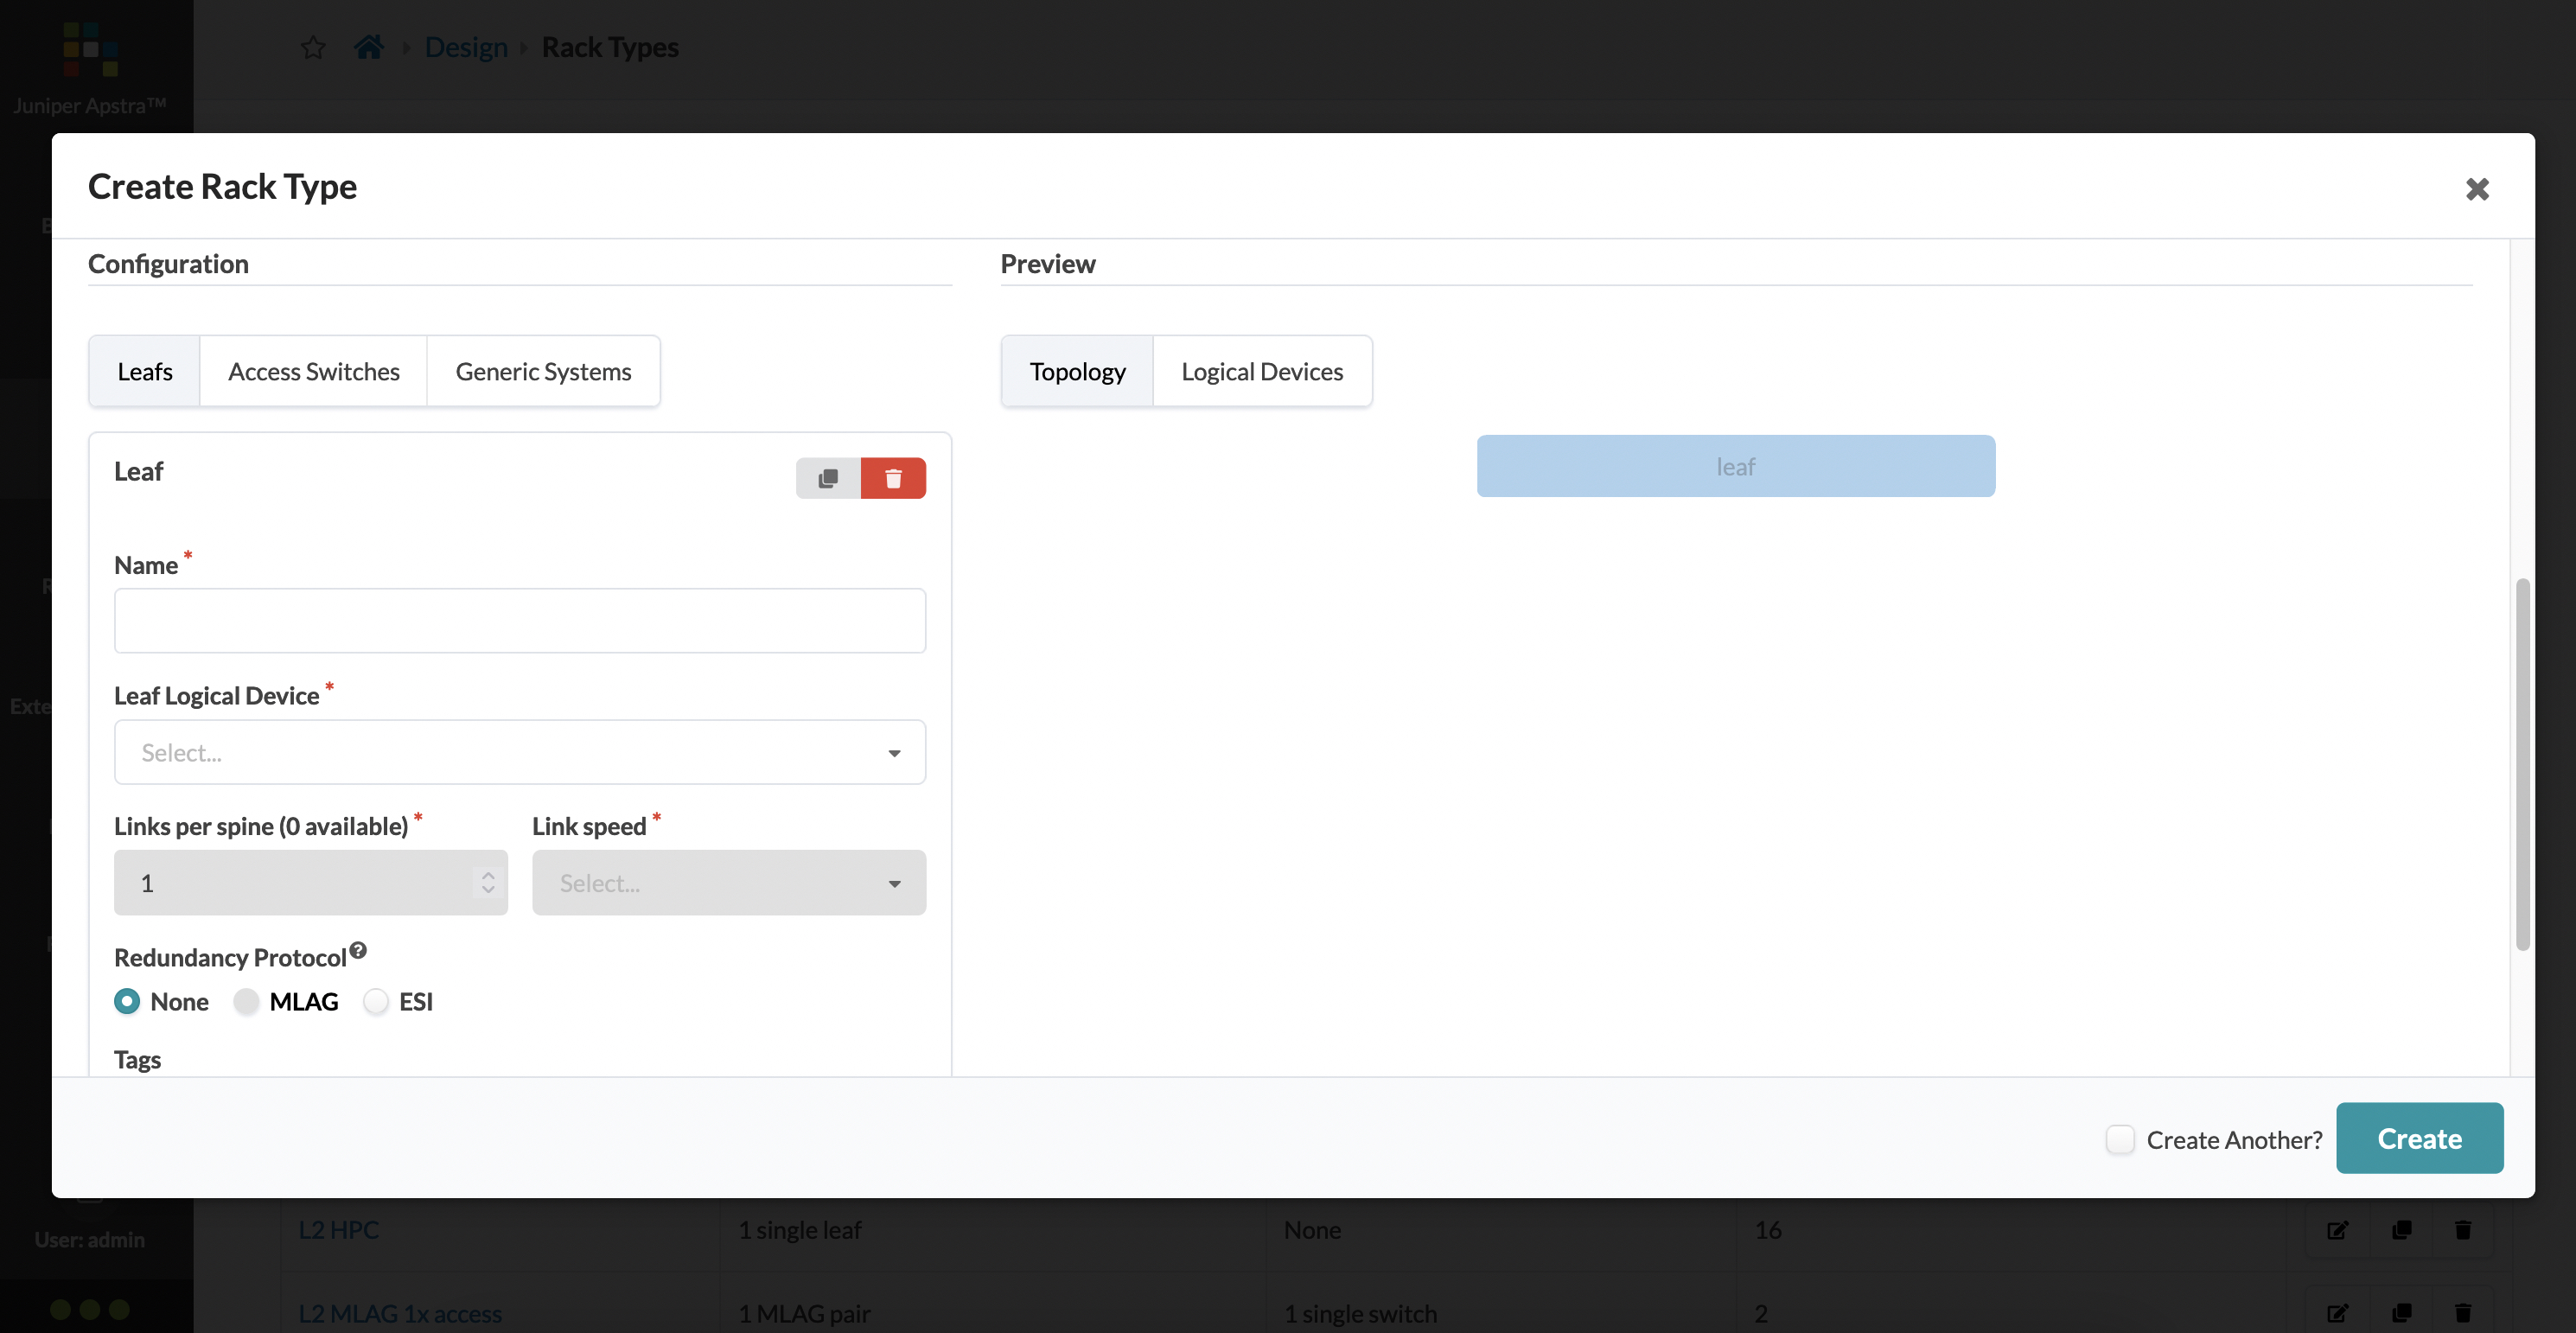 Design Rack Types
Juniper Apstra™
Create Rack Type
Configuration
Preview
Leafs Access Switches Generic Systems
Topology Logical Devices
Leaf
leaf
Name *
Leaf Logical Device *
Select...
Links per spine (0 available) * Link speed *
1 Select...
Redundancy Protocol
None MLAG ESI
Tags
Create Another? Create
Exte
User: admin
L2 HPC 1 single leaf None 16
L2 MLAG 1x access 1 MLAG pair 1 single switch 2